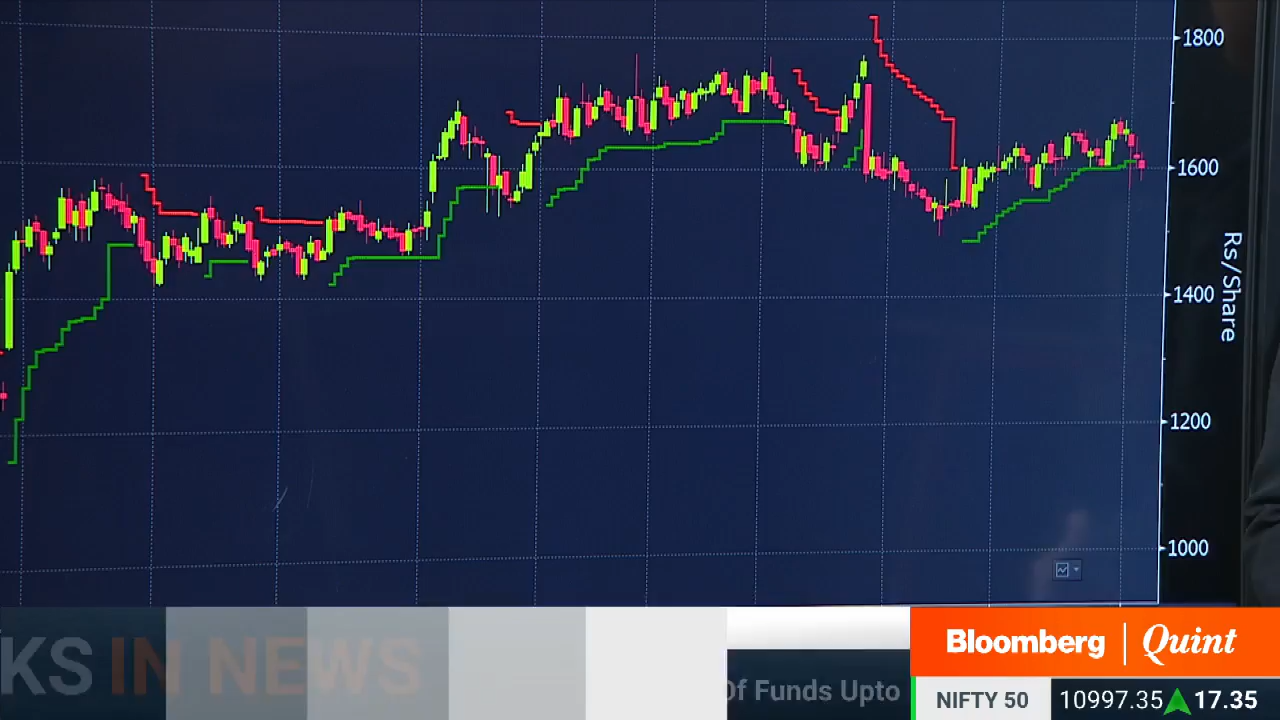 1800
1600
1400
1200
1000
Rs/Share
KS IN NEWS
Of Funds Upto
Bloomberg | Quint
NIFTY 50 10997.35 ▲ 17.35